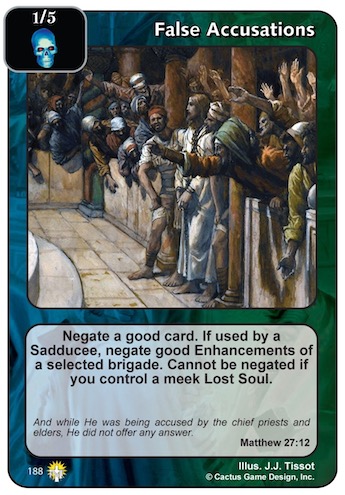 1/5
False Accusations
Negate a good card. If used by a
Sadducee, negate good Enhancements of
a selected brigade. Cannot be negated if
you control a meek Lost Soul.
And while He was being accused by the chief priests and
elders, He did not offer any answer.
Matthew 27:12
188
Illus. J.J. Tissot
© Cactus Game Design, Inc.